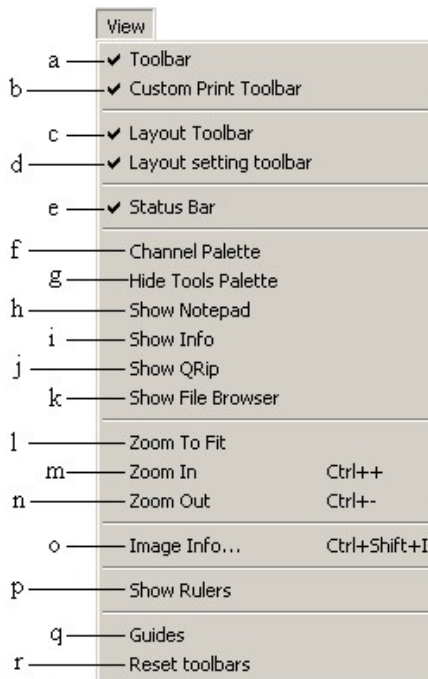 View
a ✔ Toolbar
b ✔ Custom Print Toolbar
c ✔ Layout Toolbar
d ✔ Layout setting toolbar
e ✔ Status Bar
f Channel Palette
g Hide Tools Palette
h Show Notepad
i Show Info
j Show QRip
k Show File Browser
l Zoom To Fit
m Zoom In Ctrl++
n Zoom Out Ctrl+-
o Image Info... Ctrl+Shift+I
p Show Rulers
q Guides
r Reset toolbars